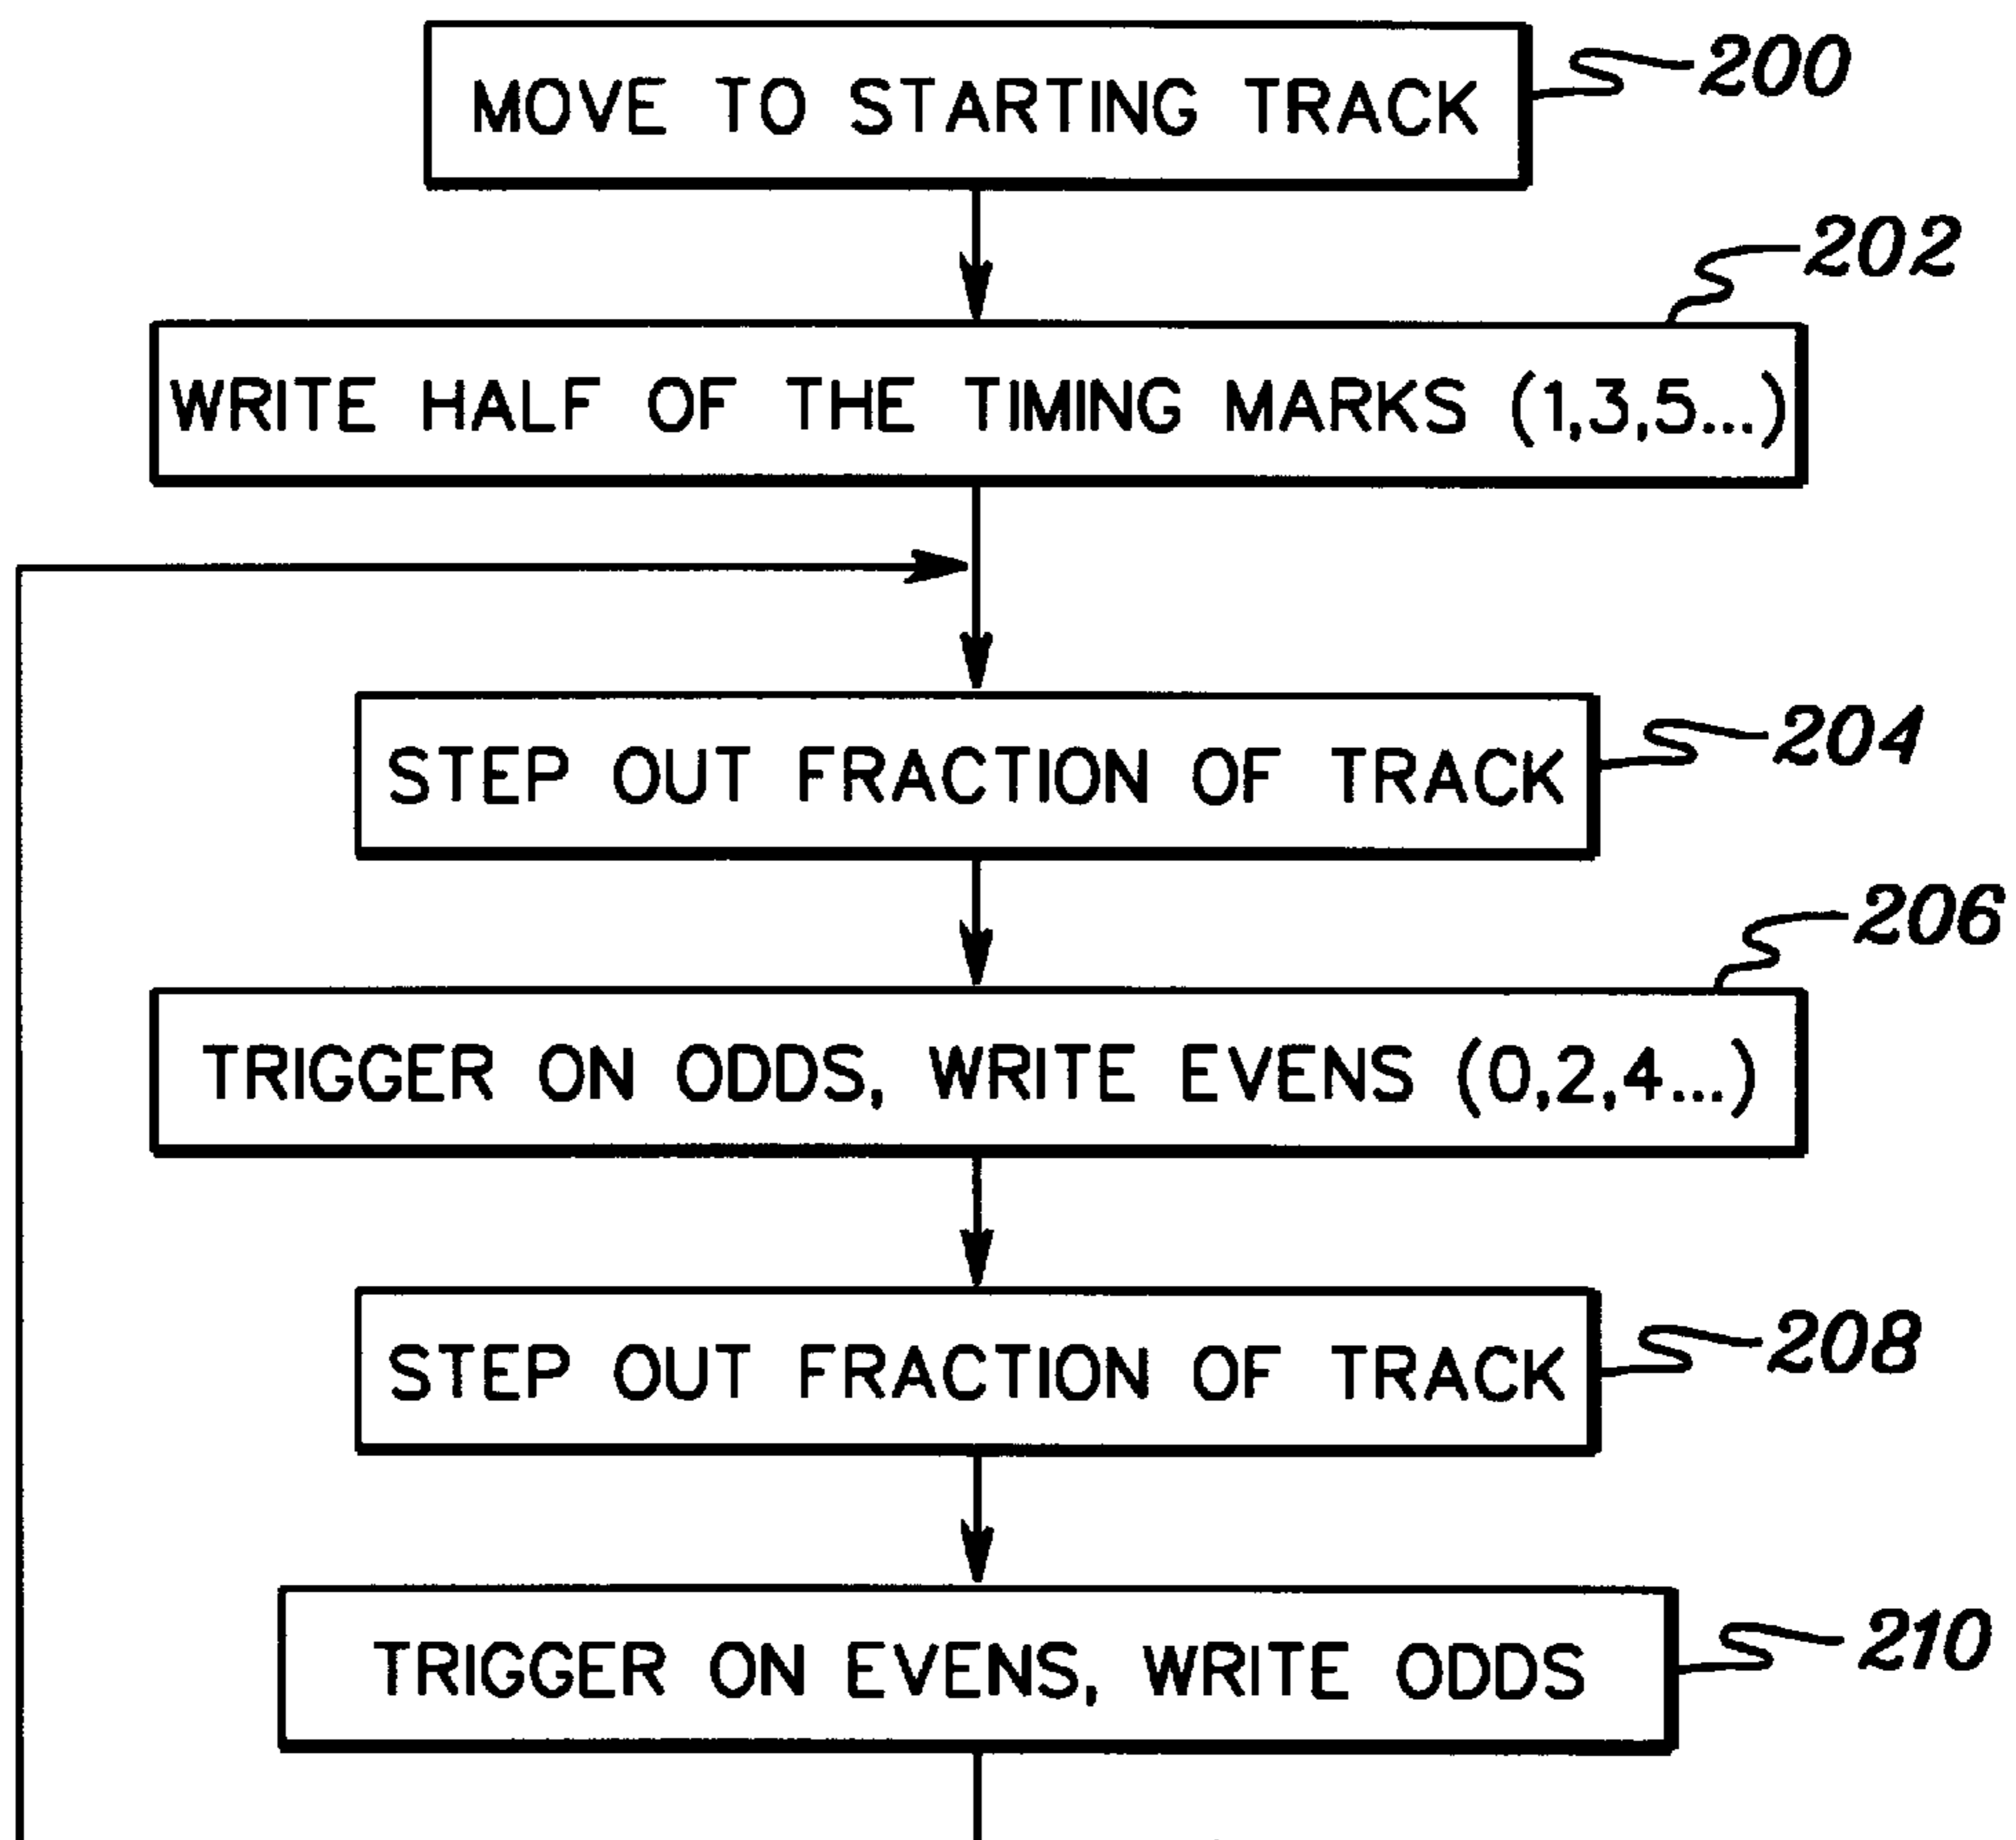 MOVE TO STARTING TRACK
200
202
WRITE HALF OF THE TIMING MARKS (1,3,5...)
STEP OUT FRACTION OF TRACK
204
206
TRIGGER ON ODDS, WRITE EVENS (0,2,4...)
STEP OUT FRACTION OF TRACK
208
TRIGGER ON EVENS, WRITE ODDS
210